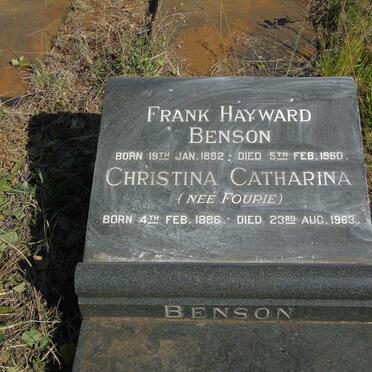 FRANK HAYWARD
BENSON
BORN 19TH JAN. 1882 ; DIED 5TH FEB. 1960.
CHRISTINA CATHARINA
( NEE FOURIE )
BORN 4TH FEB. 1886 · DIED 23RD AUG. 1963.
BENSON